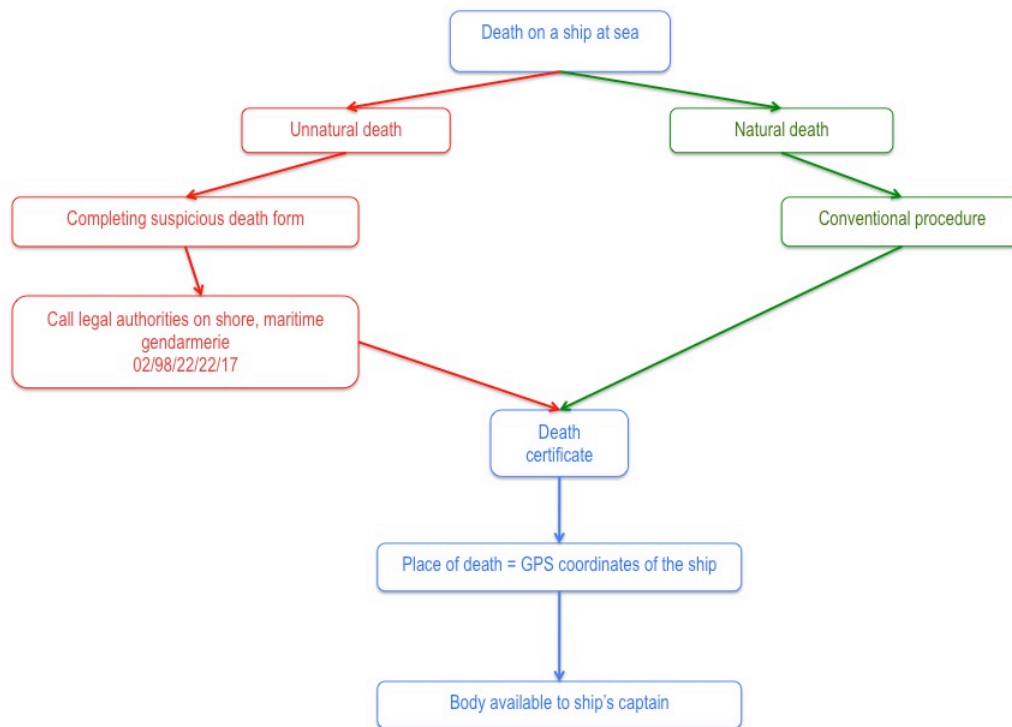 Death on a ship at sea
Unnatural death
Natural death
Completing suspicious death form
Conventional procedure
Call legal authorities on shore, maritime
gendarmerie
02/98/22/22/17
Death
certificate
Place of death = GPS coordinates of the ship
Body available to ship's captain